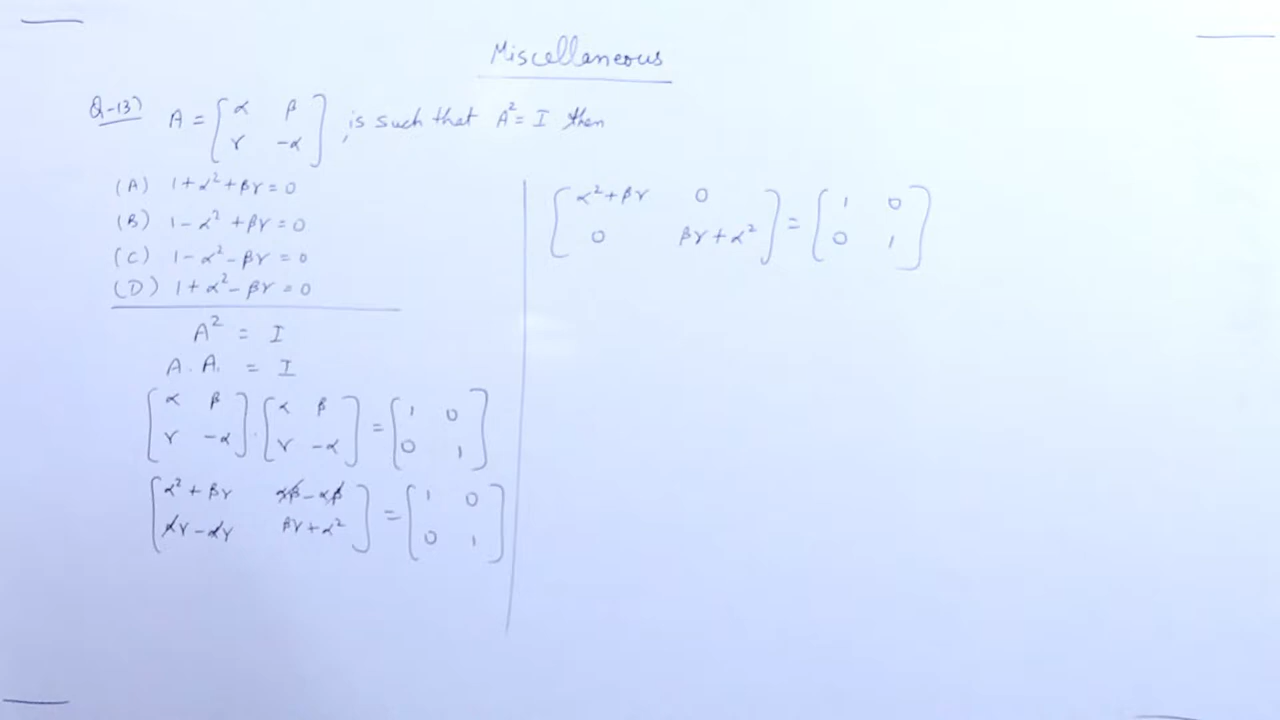 Miscellaneous
Q-13) A = [α β; γ -α], is such that A² = I then
(A) 1+α²+βγ = 0
(B) 1-α²+βγ = 0
(C) 1-α²-βγ = 0
(D) 1+α²-βγ = 0
A² = I
A. A. = I
[α β; γ -α] . [α β; γ -α] = [1 0; 0 1]
[α²+βγ αβ-αβ; αγ-αγ βγ+α²] = [1 0; 0 1]
[α²+βγ 0; 0 βγ+α²] = [1 0; 0 1]